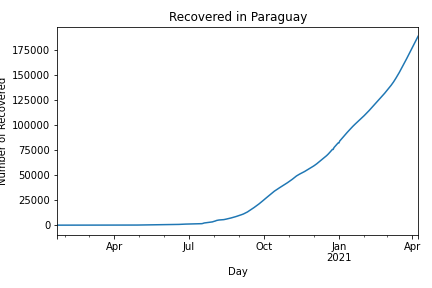 Recovered in Paraguay
Number of Recovered
175000
150000
125000
100000
75000
50000
25000
0
Apr
Jul
Oct
Jan
2021
Apr
Day